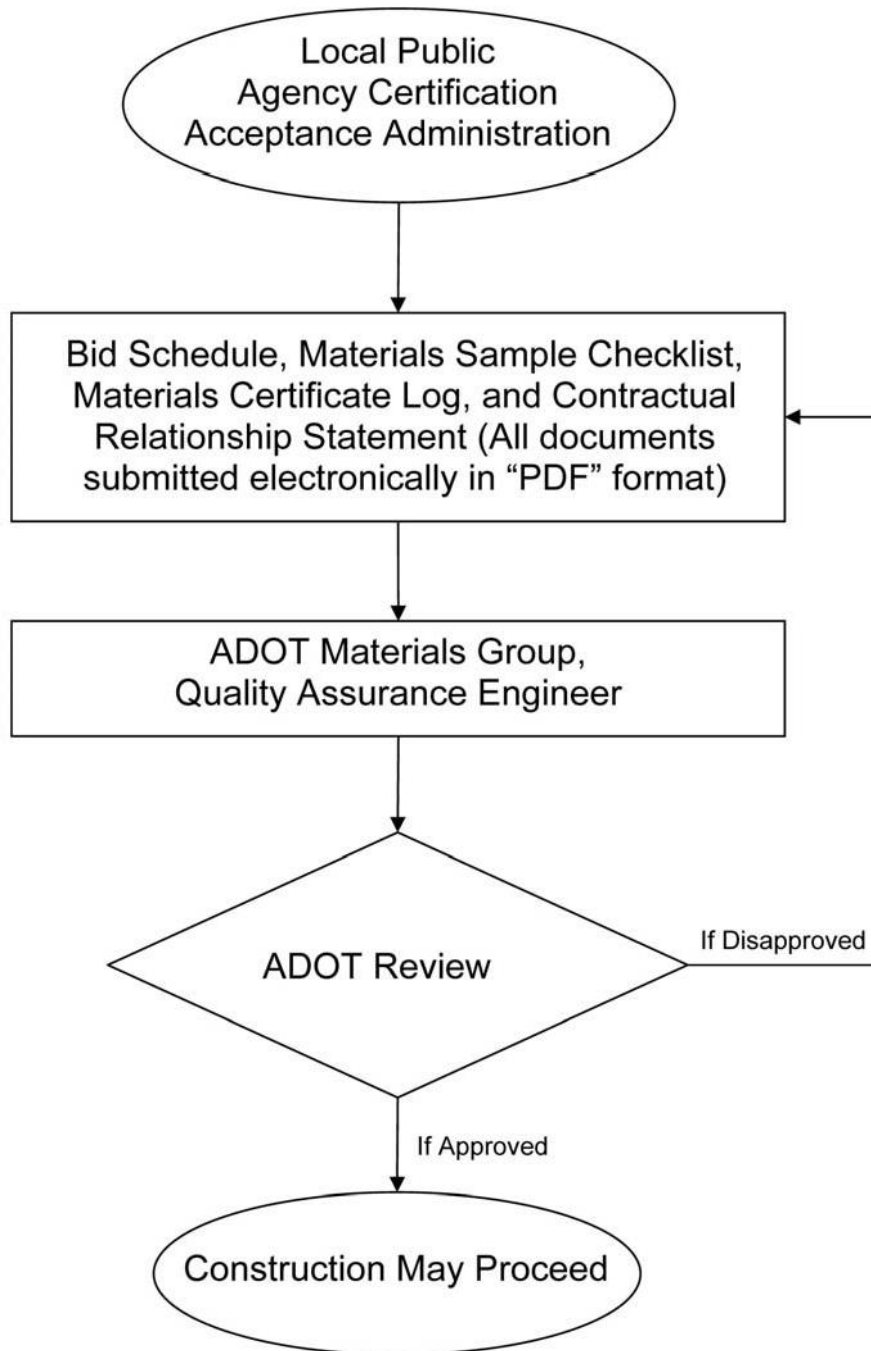 Local Public
Agency Certification
Acceptance Administration
Bid Schedule, Materials Sample Checklist,
Materials Certificate Log, and Contractual
Relationship Statement (All documents
submitted electronically in “PDF” format)
ADOT Materials Group,
Quality Assurance Engineer
ADOT Review
If Disapproved
If Approved
Construction May Proceed